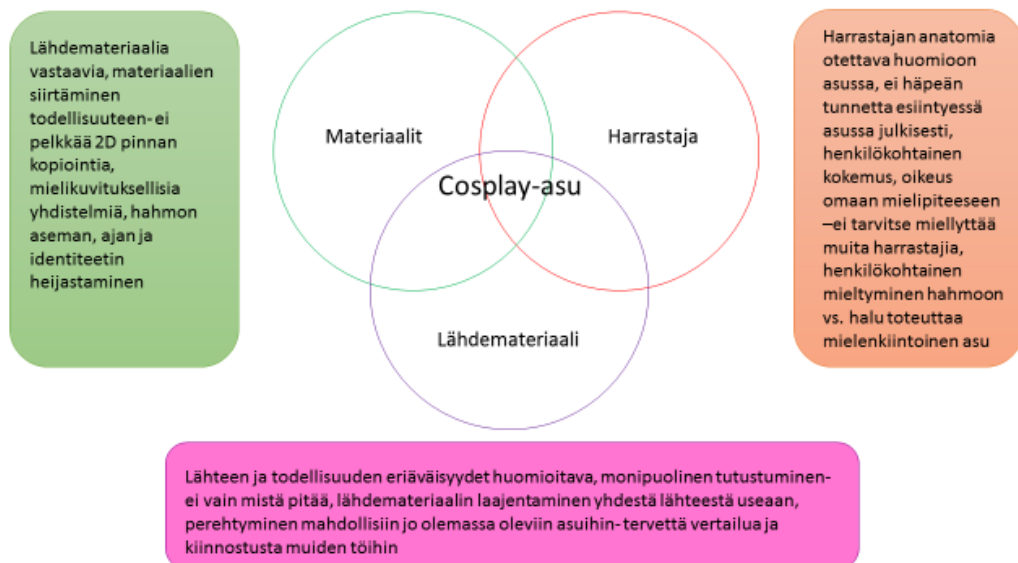 Lähdemateriaalia
vastaavia, materiaalien
siirtäminen
todellisuuteen- ei
pelkkää 2D pinnan
kopiointia,
mielikuvituksellisia
yhdistelmiä, hahmon
aseman, ajan ja
identiteetin
heijastaminen
Materiaalit
Harrastaja
Cosplay-asu
Lähdemateriaali
Harrastajan anatomia
otettava huomioon
asussa, ei häpeän
tunnetta esiintyessä
asussa julkisesti,
henkilökohtainen
kokemus, oikeus
omaan mielipiteeseen
–ei tarvitse miellyttää
muita harrastajia,
henkilökohtainen
mieltyminen hahmoon
vs. halu toteuttaa
mielenkiintoinen asu
Lähteen ja todellisuuden eriäväisyydet huomioitava, monipuolinen tutustuminen-
ei vain mistä pitää, lähdemateriaalin laajentaminen yhdestä lähteestä useaan,
perehtyminen mahdollisiin jo olemassa oleviin asuihin- tervettä vertailua ja
kiinnostusta muiden töihin